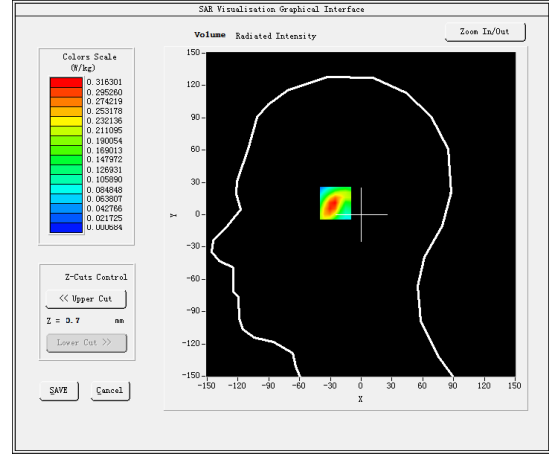 SAR Visualisation Graphical Interface
Volume Radiated Intensity
Zoom In/Out
Colors Scale
(W/kg)
0.316301
0.295260
0.274219
0.253178
0.232136
0.211095
0.190054
0.169013
0.147972
0.126931
0.105890
0.084848
0.063807
0.042766
0.021725
0.000684
Z-Cuts Control
<< Upper Cut
Z = 0.7 mm
Lower Cut >>
SAVE Cancel
150
120
90
60
30
0
-30
-60
-90
-120
-150
Y
-150 -120 -90 -60 -30 0 30 60 90 120 150
X